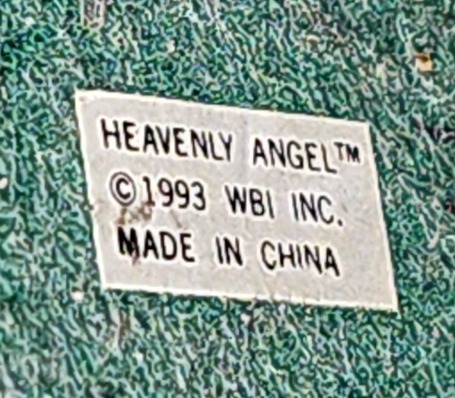 HEAVENLY ANGEL™
©1993 WBI INC.
MADE IN CHINA